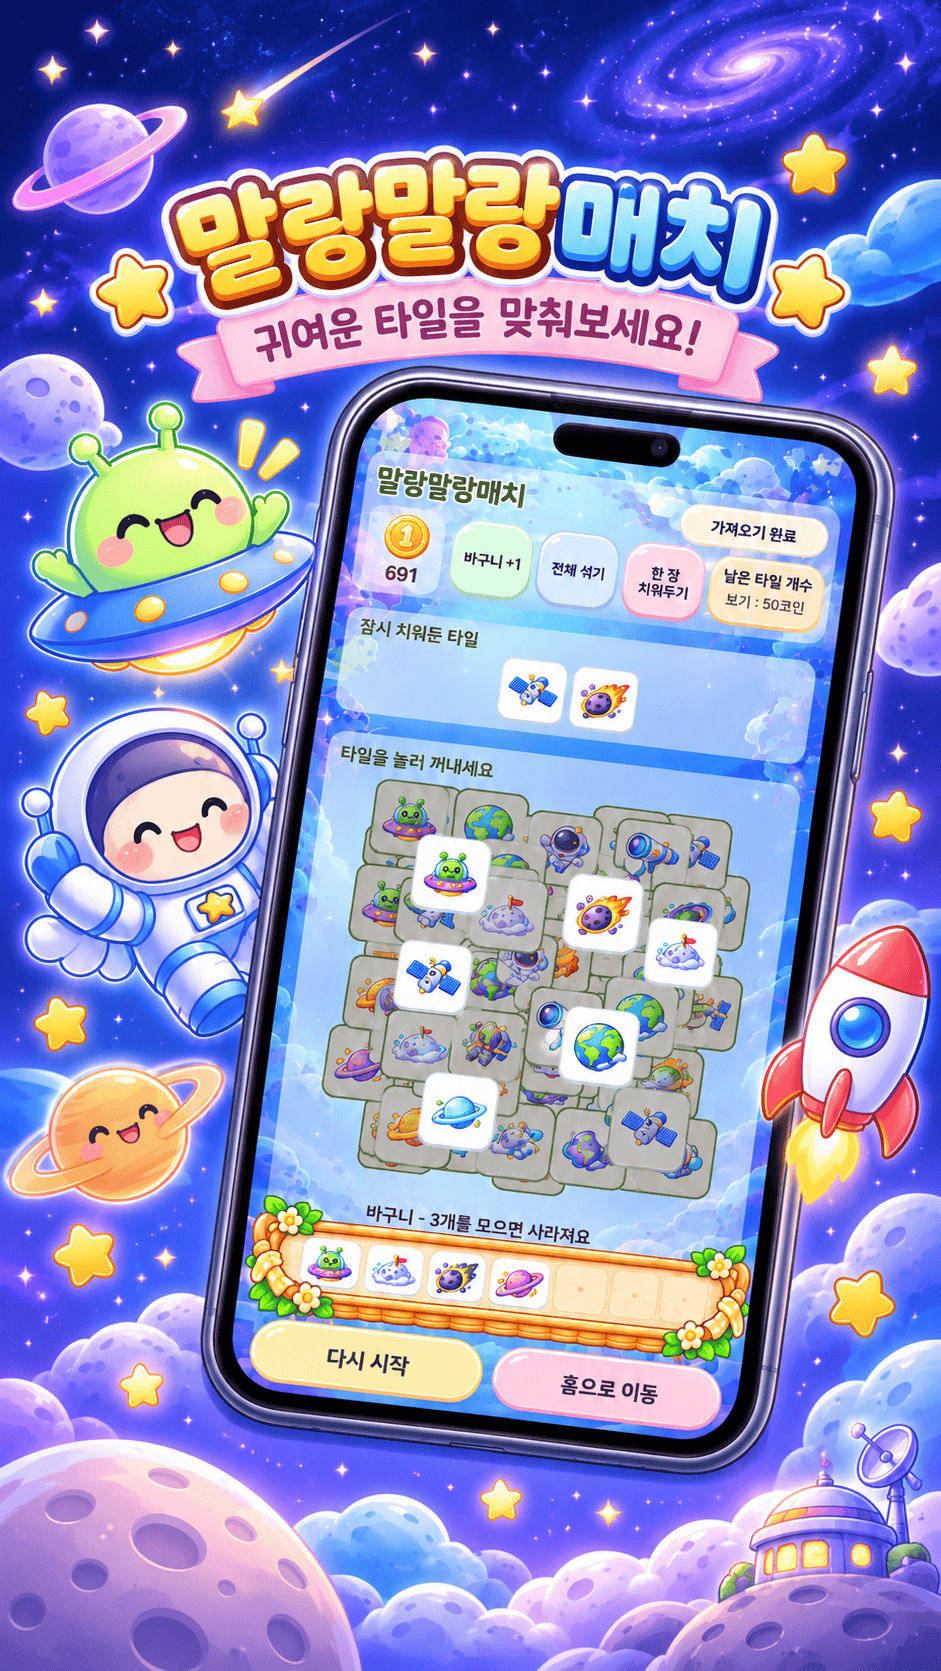 말랑말랑매치
귀여운 타일을 맞춰보세요!
말랑말랑매치
1
691
바구니 +1
전체 섞기
한 장
치워두기
가져오기 완료
남은 타일 개수
보기 : 50코인
잠시 치워둔 타일
타일을 눌러 꺼내세요
바구니 - 3개를 모으면 사라져요
다시 시작
홈으로 이동